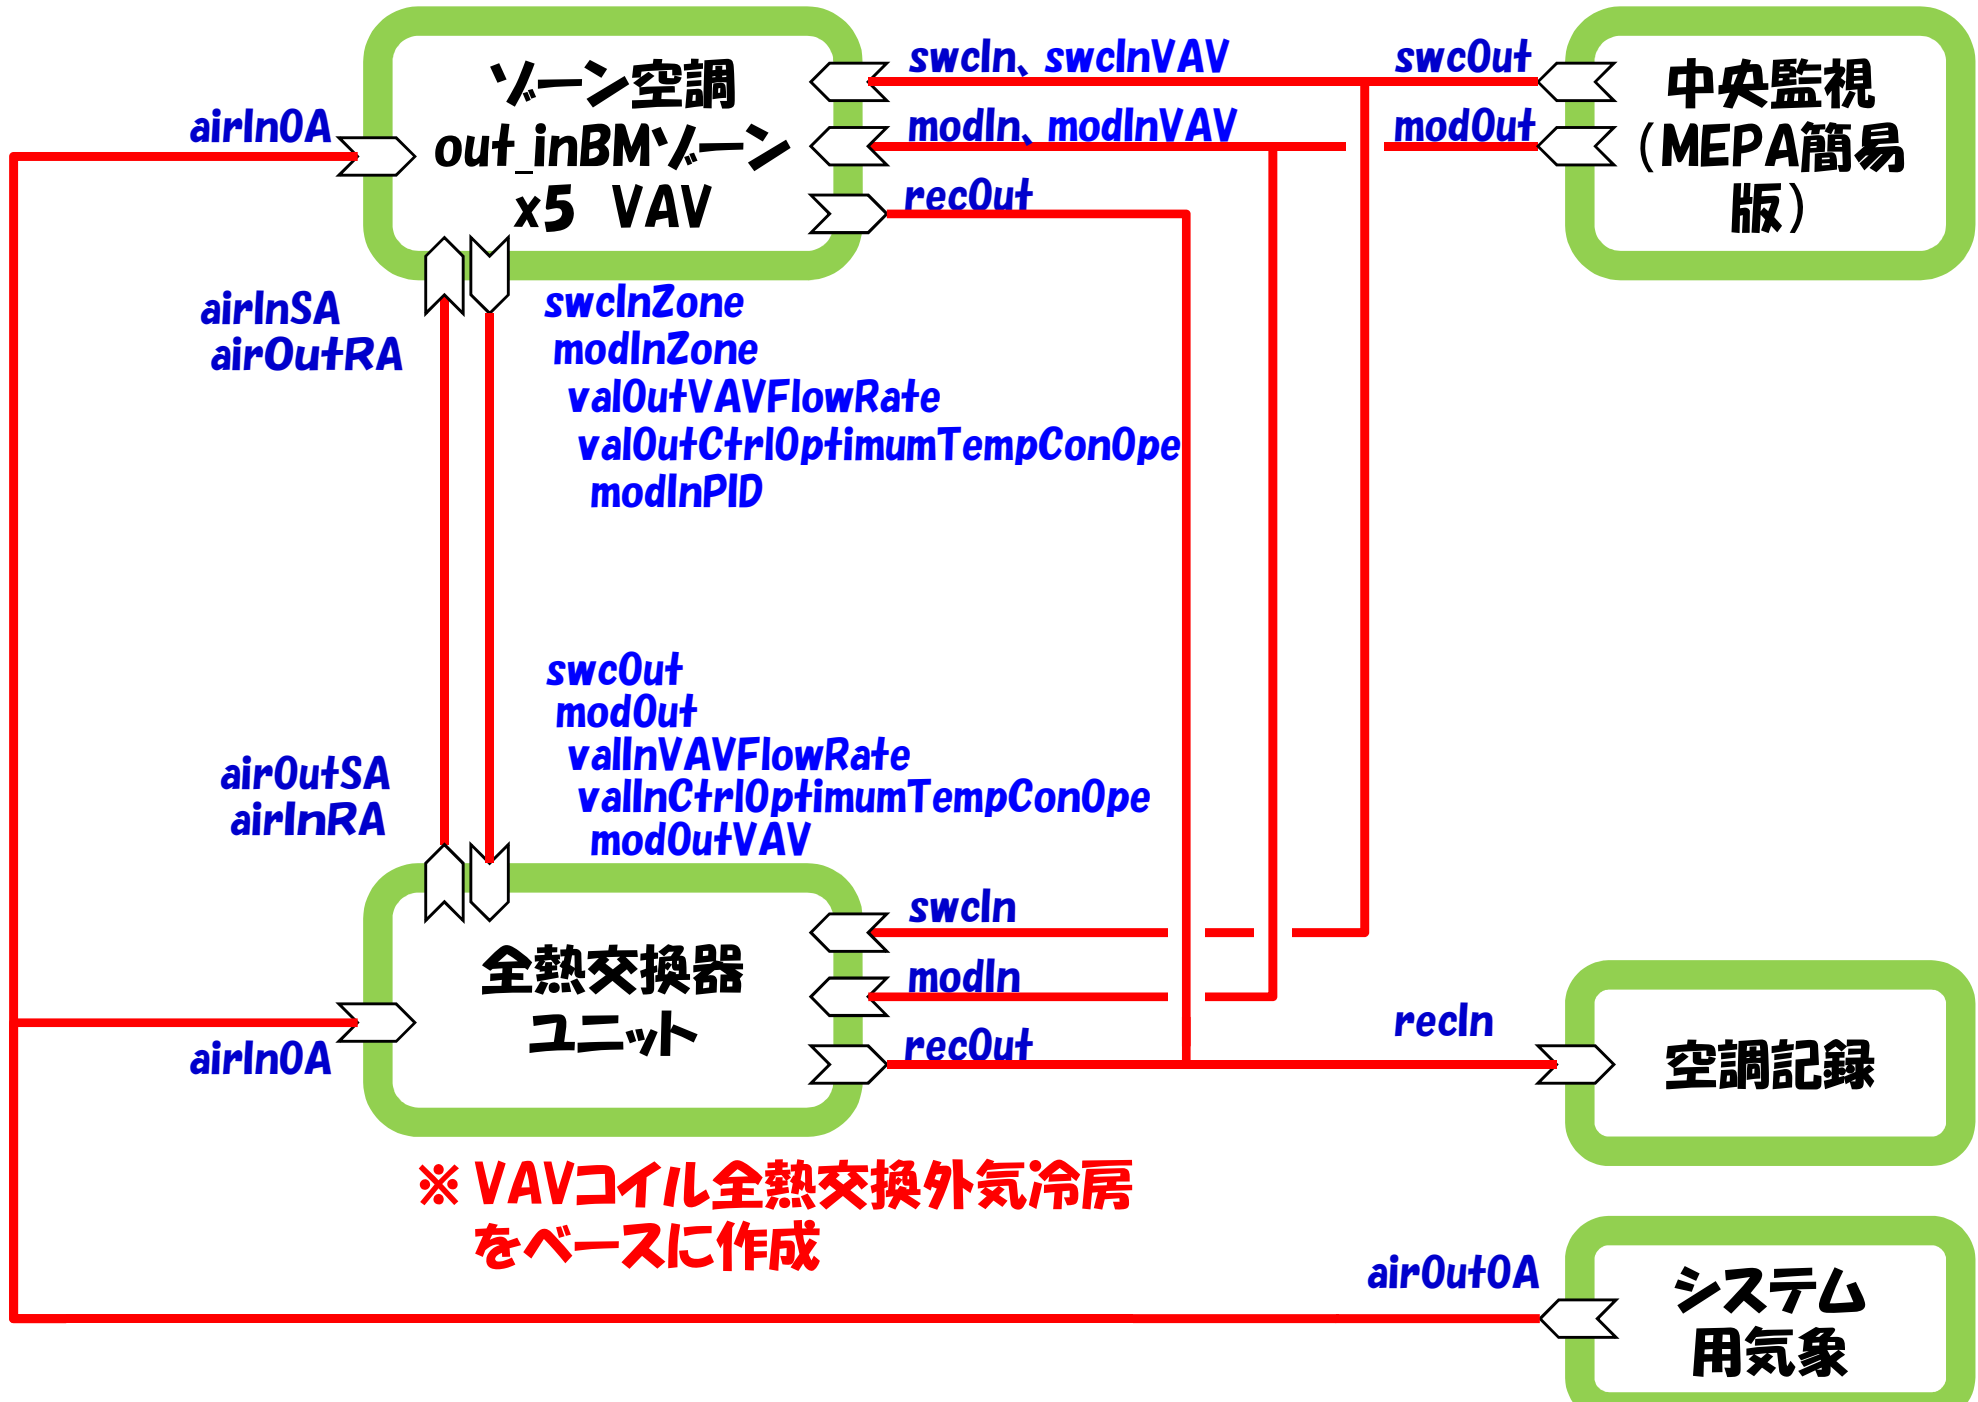 ゾーン空調
out_inBMゾーン
x5 VAV
swcIn、swcInVAV
modIn、modInVAV
recOut
swcOut
modOut
中央監視
(MEPA簡易
版)
airInOA
airInSA
airOutRA
swcInZone
modInZone
valOutVAVFlowRate
valOutCtrlOptimumTempConOpe
modInPID
swcOut
modOut
valInVAVFlowRate
valInCtrlOptimumTempConOpe
modOutVAV
airOutSA
airInRA
全熱交換器
ユニット
swcIn
modIn
recOut
airInOA
recIn
空調記録
※ VAVコイル全熱交換外気冷房
をベースに作成
airOutOA
システム
用気象